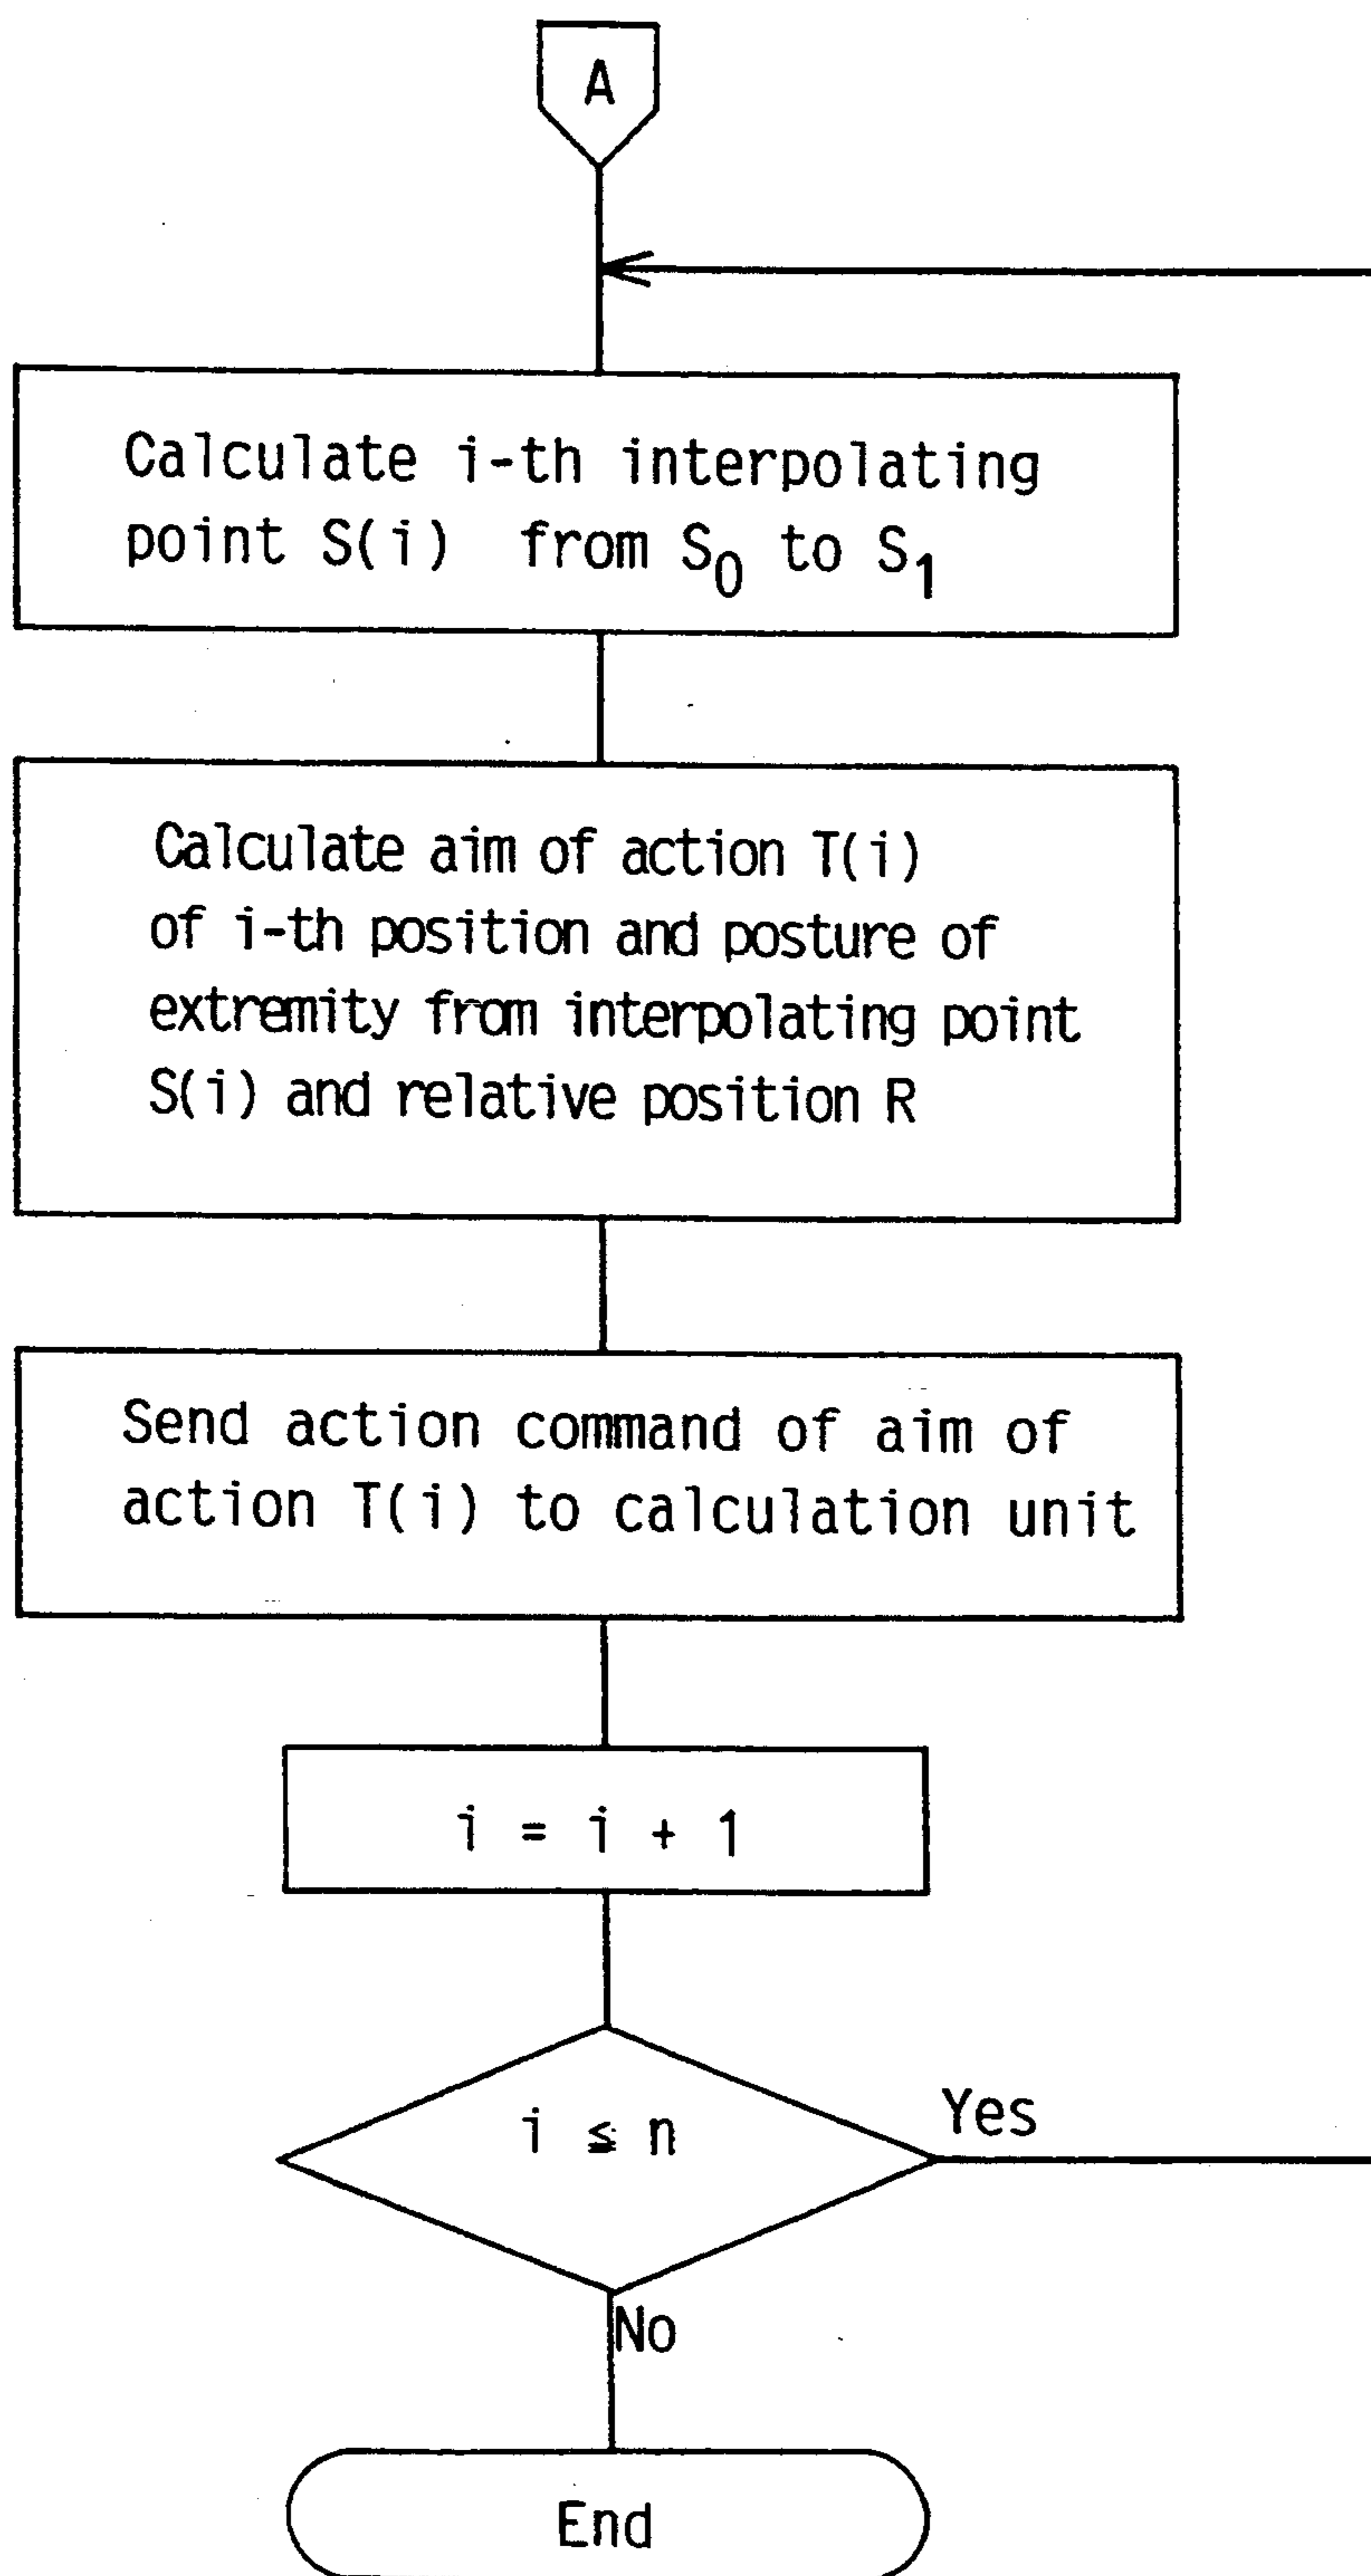 A
Calculate i-th interpolating
point S(i) from S₀ to S₁
Calculate aim of action T(i)
of i-th position and posture of
extremity from interpolating point
S(i) and relative position R
Send action command of aim of
action T(i) to calculation unit
i = i + 1
i ≦ n
Yes
No
End